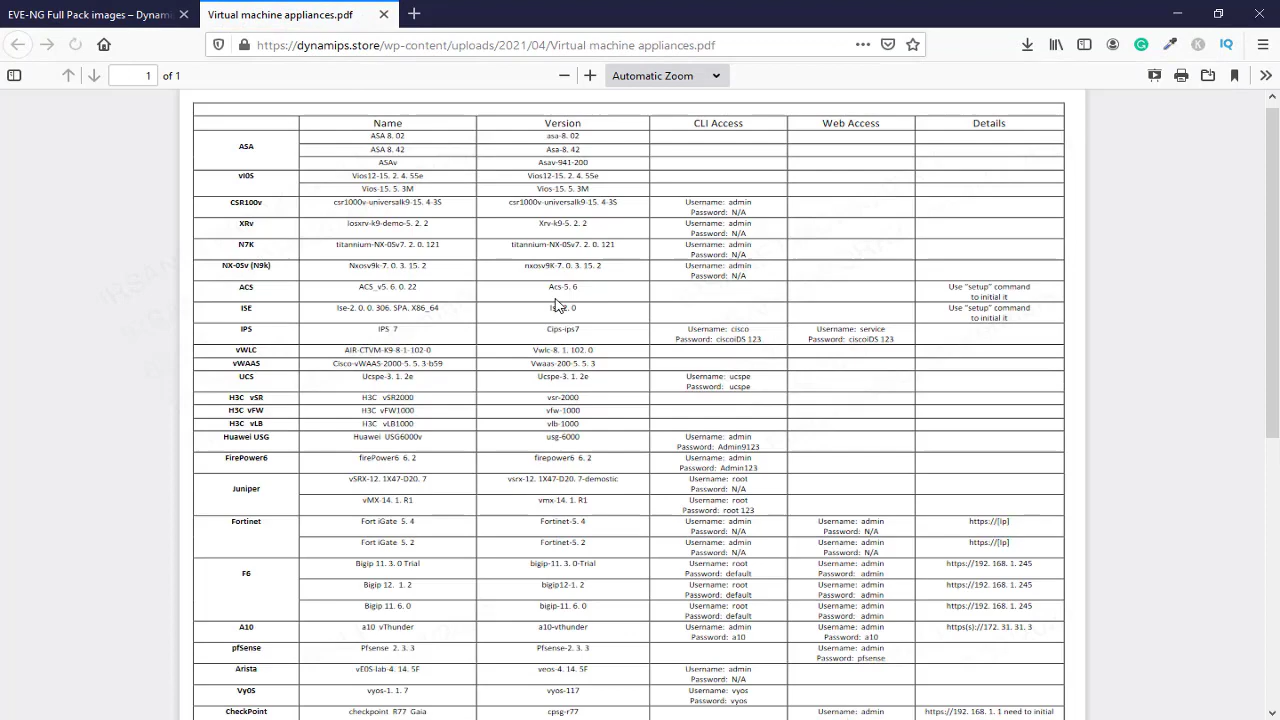 EVE-NG Full Pack images – Dynam
Virtual machine appliances.pdf
https://dynamips.store/wp-content/uploads/2021/04/Virtual machine appliances.pdf
1 of 1
Automatic Zoom
Name Version CLI Access Web Access Details
ASA
ASA 8. 02 asa-8. 02
ASA 8. 42 Asa-8. 42
ASAv Asav-941-200
vIOS
Vios12-15. 2. 4. 55e Vios12-15. 2. 4. 55e
Vios-15. 5. 3M Vios-15. 5. 3M
CSR100v csr1000v-universalk9-15. 4-3S csr1000v-universalk9-15. 4-3S Username: admin
Password: N/A
XRv Iosxrv-k9-demo-5. 2. 2 Xrv-k9-5. 2. 2 Username: admin
Password: N/A
N7K titannium-NX-0Sv7. 2. 0. 121 titannium-NX-0Sv7. 2. 0. 121 Username: admin
Password: N/A
NX-0Sv (N9k) Nxosv9k-7. 0. 3. 15. 2 nxosv9K-7. 0. 3. 15. 2 Username: admin
Password: N/A
ACS ACS_v5. 6. 0. 22 Acs-5. 6 Use "setup" command
to initial it
ISE Ise-2. 0. 0. 306. SPA. X86_64 Use "setup" command
to initial it
IPS IPS 7 Cips-ips7 Username: cisco Username: service
Password: ciscoiDS 123 Password: ciscoiDS 123
vWLC AIR-CTVM-K9-8-1-102-0 Vwlc-8. 1. 102. 0
vWAAS Cisco-vWAAS-2000-5. 5. 3-b59 Vwaas-200-5. 5. 3
UCS Ucspe-3. 1. 2e Ucspe-3. 1. 2e Username: ucspe
Password: ucspe
H3C vSR H3C vSR2000 vsr-2000
H3C vFW H3C vFW1000 vfw-1000
H3C vLB H3C vLB1000 vlb-1000
Huawei USG Huawei USG6000v usg-6000 Username: admin
Password: Admin9123
FirePower6 firePower6 6. 2 firepower6 6. 2 Username: admin
Password: Admin123
Juniper
vSRX-12. 1X47-D20. 7 vsrx-12. 1X47-D20. 7-demostic Username: root
Password: N/A
vMX-14. 1. R1 vmx-14. 1. R1 Username: root
Password: root 123
Fortinet Fort iGate 5. 4 Fortinet-5. 4 Username: admin Username: admin https://[Ip]
Password: N/A Password: N/A
Fort iGate 5. 2 Fortinet-5. 2 Username: admin Username: admin https://[Ip]
Password: N/A Password: N/A
F6
Bigip 11. 3. 0 Trial bigip-11. 3. 0-Trial Username: root Username: admin https://192. 168. 1. 245
Password: default Password: admin
Bigip 12. 1. 2 bigip12-1. 2 Username: root Username: admin https://192. 168. 1. 245
Password: default Password: admin
Bigip 11. 6. 0 bigip-11. 6. 0 Username: root Username: admin https://192. 168. 1. 245
Password: default Password: admin
A10 a10 vThunder a10-vthunder Username: admin Username: admin https(s)://172. 31. 31. 3
Password: a10 Password: a10
pfSense Pfsense 2. 3. 3 Pfsense-2. 3. 3 Username: admin
Password: pfsense
Arista vE0S-lab-4. 14. 5F veos-4. 14. 5F Username: admin
Password: N/A
Vy0S vyos-1. 1. 7 vyos-117 Username: vyos
Password: vyos
CheckPoint checkpoint R77 Gaia cpsg-r77 Username: admin https://192. 168. 1. 1 need to initial